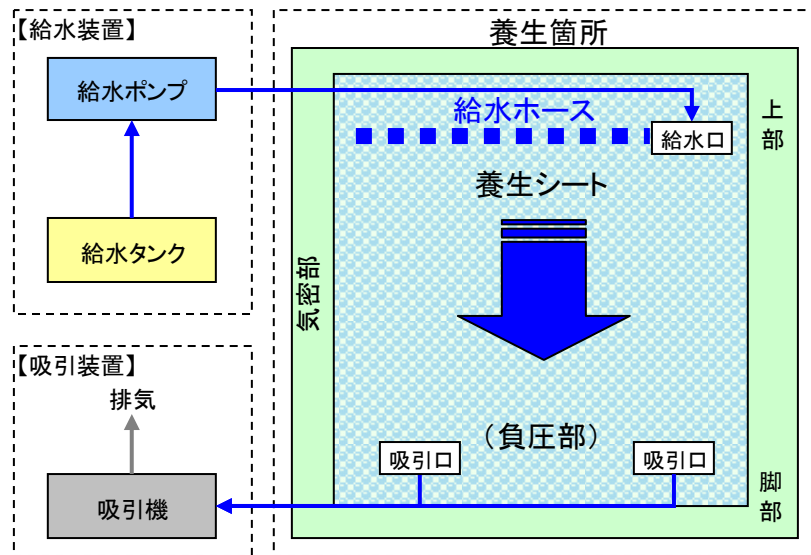 【給水装置】
給水ポンプ
給水タンク
【吸引装置】
排気
吸引機
養生箇所
給水ホース
給水口
上部
養生シート
気密部
（負圧部）
吸引口
吸引口
脚部